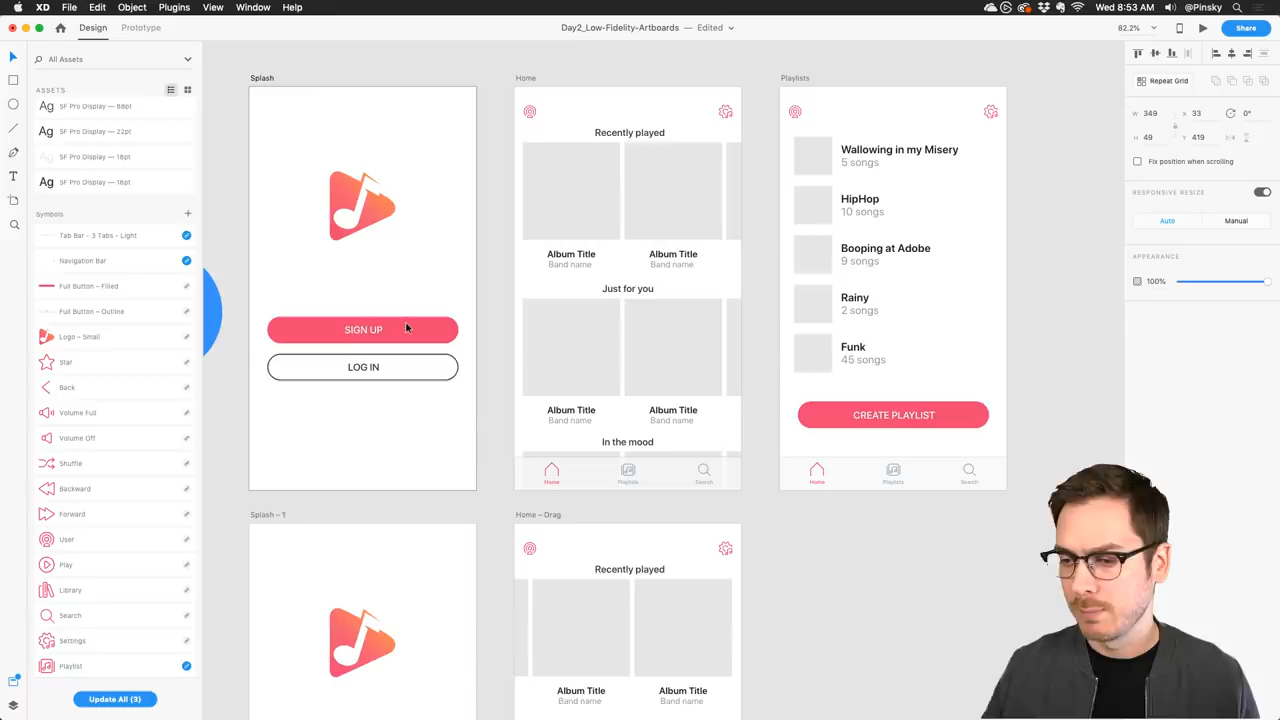 XD File Edit Object Plugins View Window Help
Wed 8:53 AM @Pinsky
Design Prototype
Day2_Low-Fidelity-Artboards — Edited
82.2%
Share
All Assets
ASSETS
Ag SF Pro Display — 88pt
Ag SF Pro Display — 22pt
Ag SF Pro Display — 18pt
Ag SF Pro Display — 18pt
Symbols
Tab Bar - 3 Tabs - Light
Navigation Bar
Full Button – Filled
Full Button – Outline
Logo – Small
Star
Back
Volume Full
Volume Off
Shuffle
Backward
Forward
User
Play
Library
Search
Settings
Playlist
Update All (3)
Splash
SIGN UP
LOG IN
Splash – 1
Home
Recently played
Album Title Album Title
Band name Band name
Just for you
Album Title Album Title
Band name Band name
In the mood
Home Playlists Search
Home – Drag
Recently played
Album Title Album Title
Band name Band name
Playlists
Wallowing in my Misery
5 songs
HipHop
10 songs
Booping at Adobe
9 songs
Rainy
2 songs
Funk
45 songs
CREATE PLAYLIST
Home Playlists Search
Repeat Grid
W 349 X 33 0°
H 49 Y 419
Fix position when scrolling
RESPONSIVE RESIZE
Auto Manual
APPEARANCE
100%